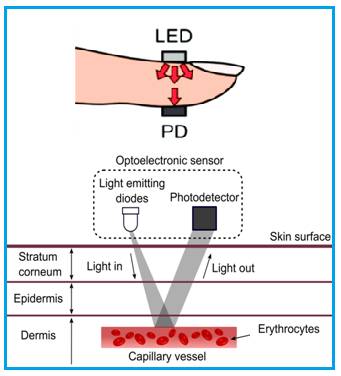 LED
PD
Optoelectronic sensor
Light emitting
diodes
Photodetector
Skin surface
Stratum
corneum
Light in
Light out
Epidermis
Dermis
Erythrocytes
Capillary vessel